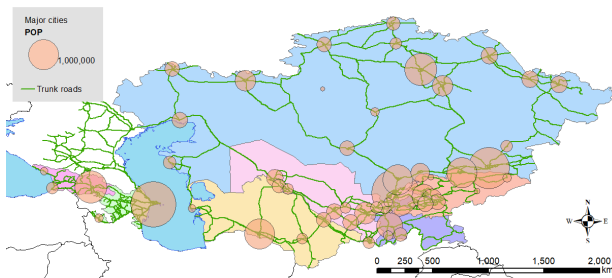 Major cities
POP
1,000,000
Trunk roads
N
W E
S
0 250 500 1,000 1,500 2,000
km